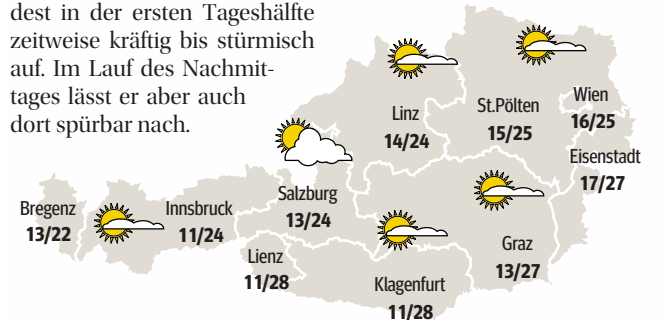 dest in der ersten Tageshälfte
zeitweise kräftig bis stürmisch
auf. Im Lauf des Nachmit-
tages lässt er aber auch
dort spürbar nach.
Linz
14/24
St.Pölten
15/25
Wien
16/25
Eisenstadt
17/27
Bregenz
13/22
Innsbruck
11/24
Salzburg
13/24
Lienz
11/28
Klagenfurt
11/28
Graz
13/27